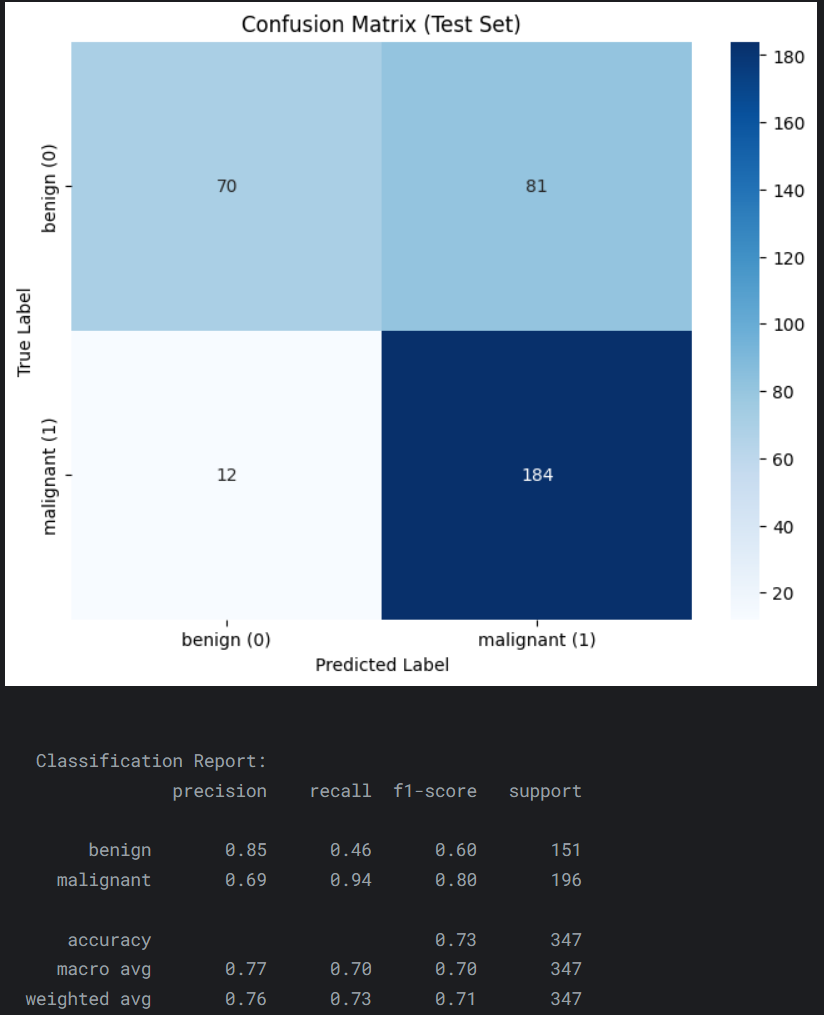 Confusion Matrix (Test Set)
True Label
benign (0)
malignant (1)
70 81
12 184
benign (0) malignant (1)
Predicted Label
180
160
140
120
100
80
60
40
20
Classification Report:
precision recall f1-score support
benign 0.85 0.46 0.60 151
malignant 0.69 0.94 0.80 196
accuracy 0.73 347
macro avg 0.77 0.70 0.70 347
weighted avg 0.76 0.73 0.71 347